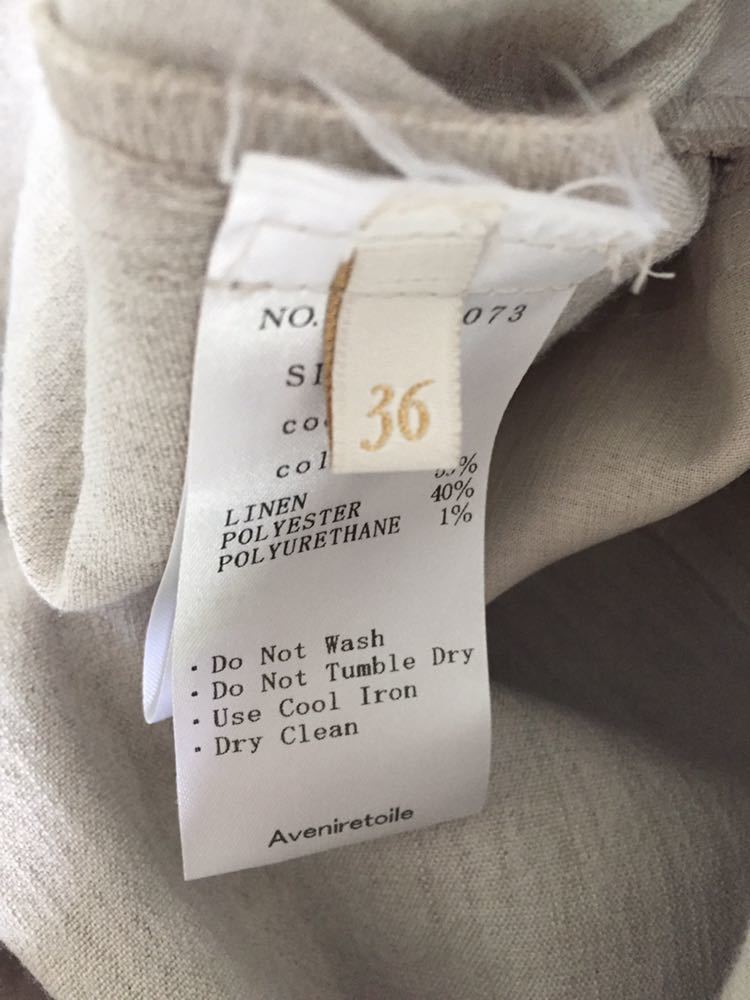 NO. 073
SI
36
co
col
LINEN %
POLYESTER 40%
POLYURETHANE 1%
· Do Not Wash
· Do Not Tumble Dry
· Use Cool Iron
· Dry Clean
Aveniretoile